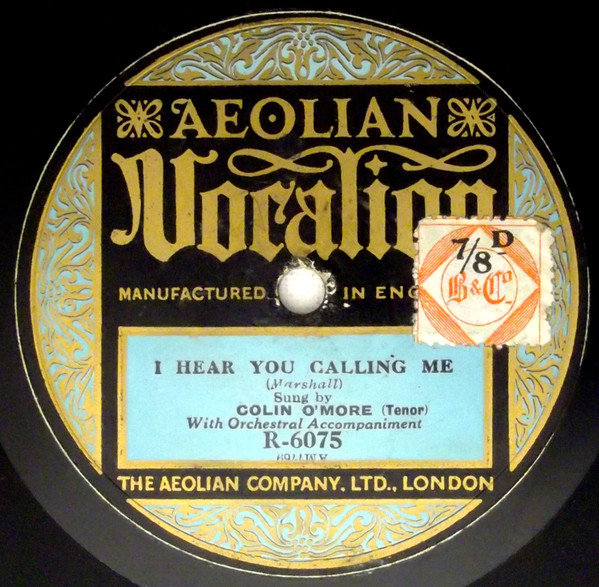 AEOLIAN
Vocalion
7/8 D
B & Co
MANUFACTURED IN ENG
I HEAR YOU CALLING ME
(Marshall)
Sung by
COLIN O'MORE (Tenor)
With Orchestral Accompaniment
R-6075
THE AEOLIAN COMPANY, LTD., LONDON